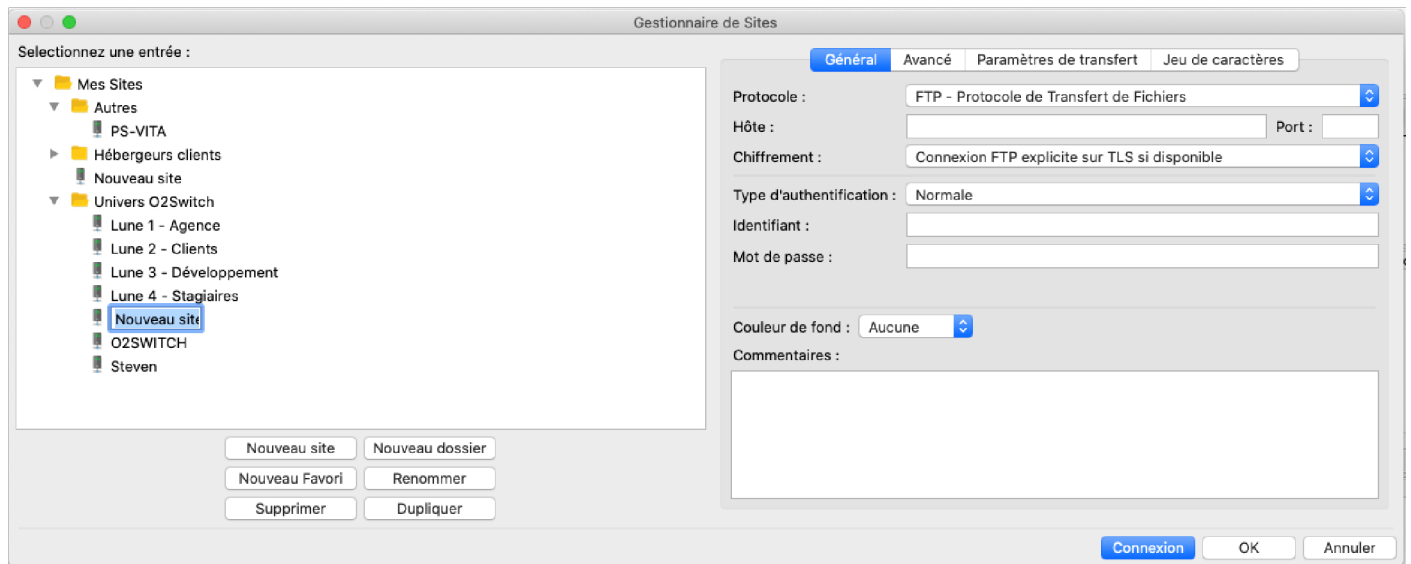 Gestionnaire de Sites
Selectionnez une entrée :
Mes Sites
Autres
PS-VITA
Hébergeurs clients
Nouveau site
Univers O2Switch
Lune 1 - Agence
Lune 2 - Clients
Lune 3 - Développement
Lune 4 - Stagiaires
Nouveau site
O2SWITCH
Steven
Nouveau site Nouveau dossier
Nouveau Favori Renommer
Supprimer Dupliquer
Général Avancé Paramètres de transfert Jeu de caractères
Protocole : FTP - Protocole de Transfert de Fichiers
Hôte : Port :
Chiffrement : Connexion FTP explicite sur TLS si disponible
Type d'authentification : Normale
Identifiant :
Mot de passe :
Couleur de fond : Aucune
Commentaires :
Connexion OK Annuler